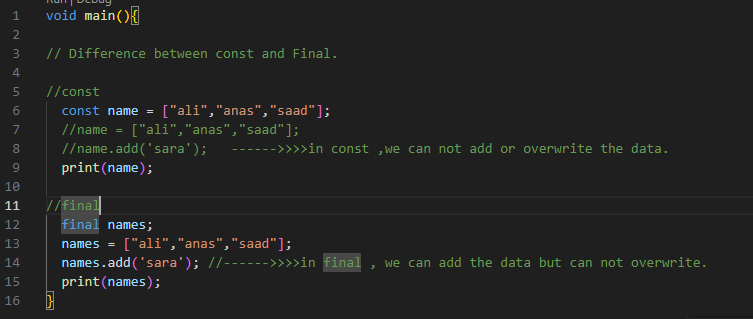 Run | Debug
1 void main(){
2
3 // Difference between const and Final.
4
5 //const
6 const name = ["ali","anas","saad"];
7 //name = ["ali","anas","saad"];
8 //name.add('sara'); ------>>>>in const ,we can not add or overwrite the data.
9 print(name);
10
11 //final
12 final names;
13 names = ["ali","anas","saad"];
14 names.add('sara'); //------>>>>in final , we can add the data but can not overwrite.
15 print(names);
16 }